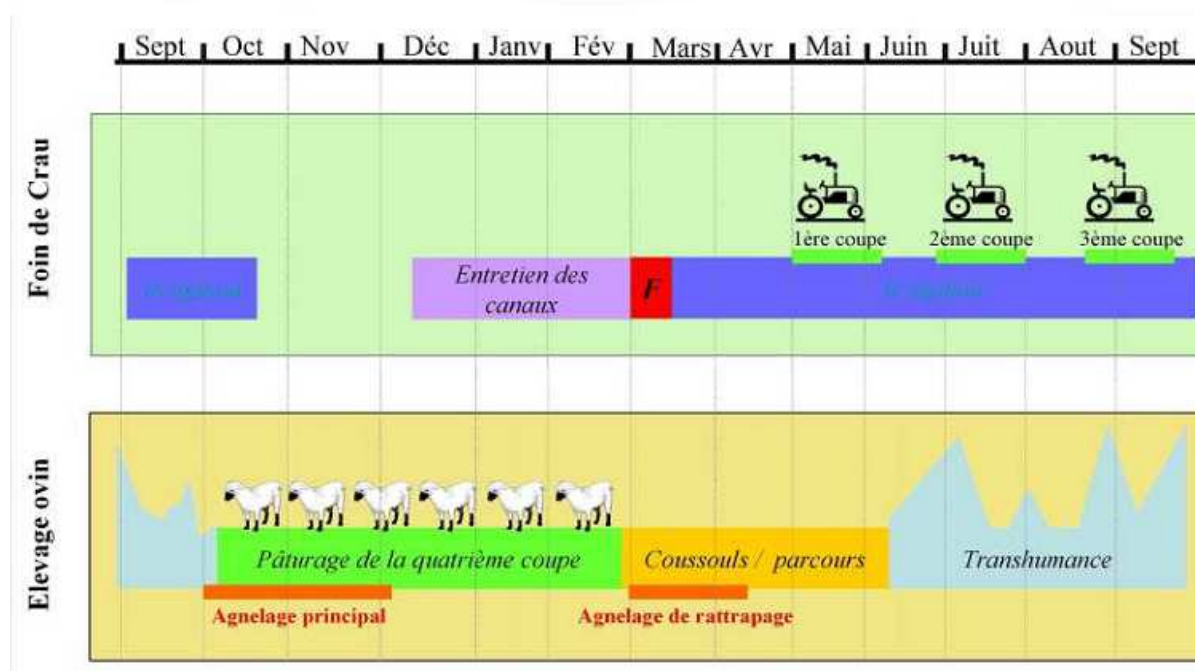 Sept Oct Nov Déc Janv Fév Mars Avr Mai Juin Juit Aout Sept
Foin de Crau
1ère coupe 2ème coupe 3ème coupe
Entretien des
canaux
F
Elevage ovin
Pâturage de la quatrième coupe
Coussouls / parcours
Transhumance
Agnelage principal
Agnelage de rattrapage